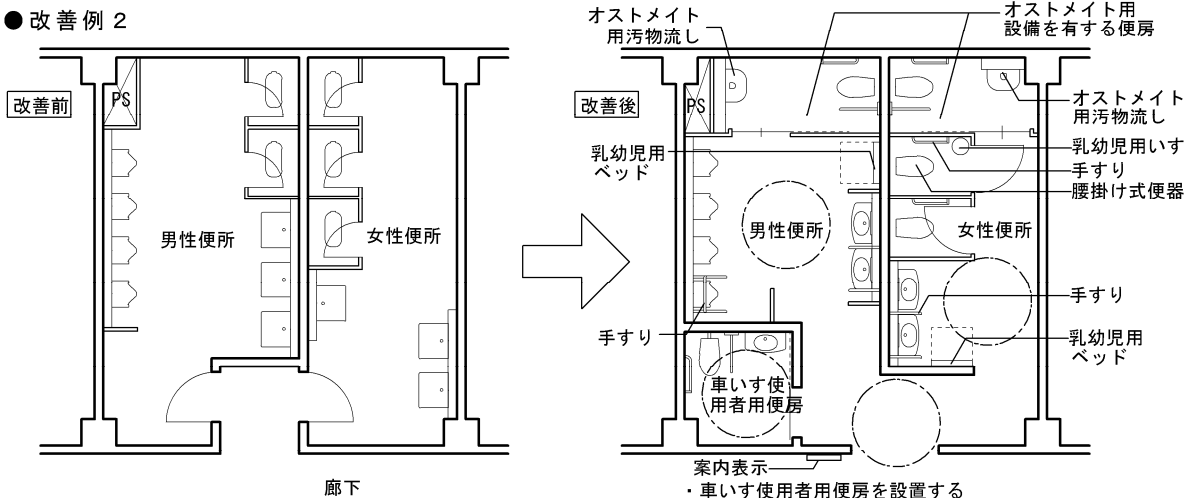 ●改善例２
改善前
PS
男性便所
女性便所
廊下
改善後
オストメイト
用汚物流し
オストメイト用
設備を有する便房
PS
オストメイト
用汚物流し
乳幼児用
ベッド
乳幼児用いす
手すり
腰掛け式便器
男性便所
女性便所
手すり
手すり
乳幼児用
ベッド
車いす使
用者用便房
案内表示
・車いす使用者用便房を設置する